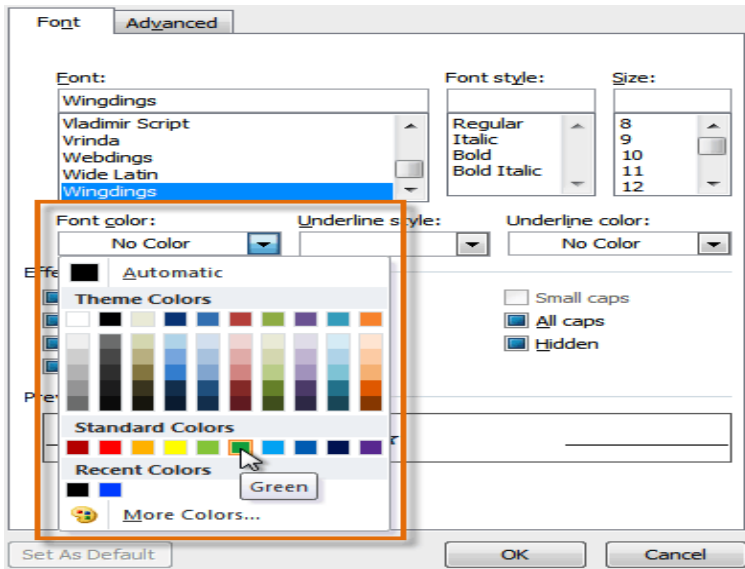 Font Advanced
Font: Font style: Size:
Wingdings
Vladimir Script Regular 8
Vrinda Italic 9
Webdings Bold 10
Wide Latin Bold Italic 11
Wingdings 12
Font color: Underline style: Underline color:
No Color No Color
Effe Automatic
Theme Colors Small caps
All caps
Hidden
Pre
Standard Colors
Recent Colors
Green
More Colors...
Set As Default OK Cancel